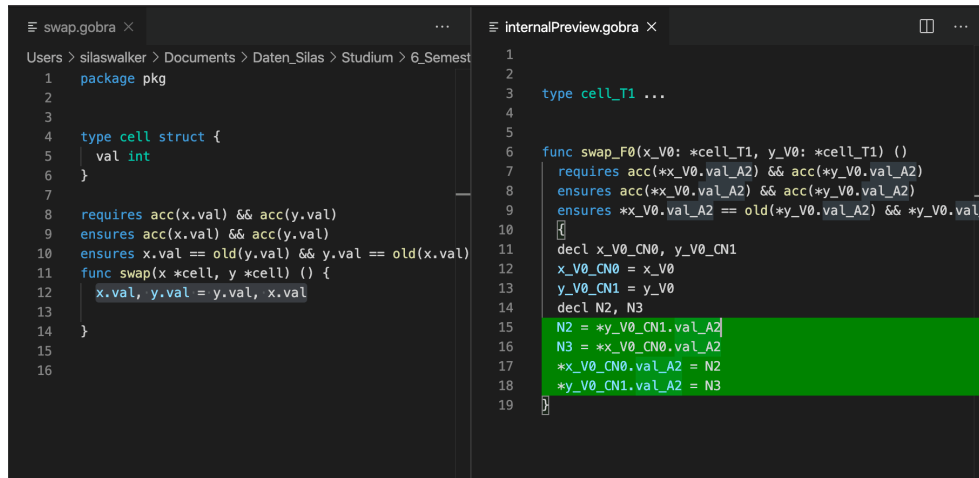 swap.gobra
Users > silaswalker > Documents > Daten_Silas > Studium > 6_Semest
1 package pkg
2
3
4 type cell struct {
5 val int
6 }
7
8 requires acc(x.val) && acc(y.val)
9 ensures acc(x.val) && acc(y.val)
10 ensures x.val == old(y.val) && y.val == old(x.val)
11 func swap(x *cell, y *cell) () {
12 x.val, y.val = y.val, x.val
13
14 }
15
16
internalPreview.gobra
1
2
3 type cell_T1 ...
4
5
6 func swap_F0(x_V0: *cell_T1, y_V0: *cell_T1) ()
7 requires acc(*x_V0.val_A2) && acc(*y_V0.val_A2)
8 ensures acc(*x_V0.val_A2) && acc(*y_V0.val_A2)
9 ensures *x_V0.val_A2 == old(*y_V0.val_A2) && *y_V0.val
10 {
11 decl x_V0_CN0, y_V0_CN1
12 x_V0_CN0 = x_V0
13 y_V0_CN1 = y_V0
14 decl N2, N3
15 N2 = *y_V0_CN1.val_A2
16 N3 = *x_V0_CN0.val_A2
17 *x_V0_CN0.val_A2 = N2
18 *y_V0_CN1.val_A2 = N3
19 }